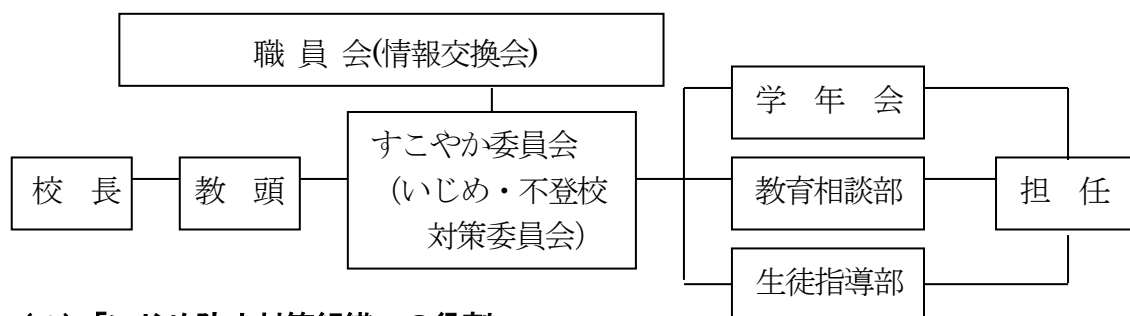 職 員 会(情報交換会)
学 年 会
すこやか委員会
(いじめ・不登校
対策委員会)
校 長
教 頭
教育相談部
担 任
生徒指導部